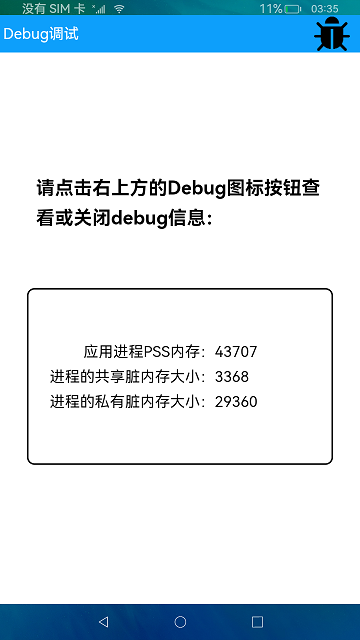 没有 SIM 卡 11% 03:35
Debug调试
请点击右上方的Debug图标按钮查
看或关闭debug信息：
应用进程PSS内存：43707
进程的共享脏内存大小：3368
进程的私有脏内存大小：29360